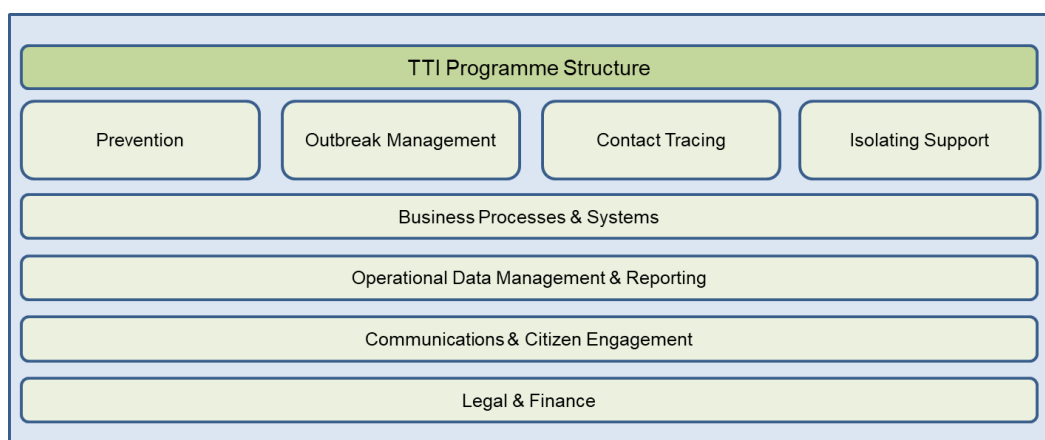 TTI Programme Structure
Prevention
Outbreak Management
Contact Tracing
Isolating Support
Business Processes & Systems
Operational Data Management & Reporting
Communications & Citizen Engagement
Legal & Finance